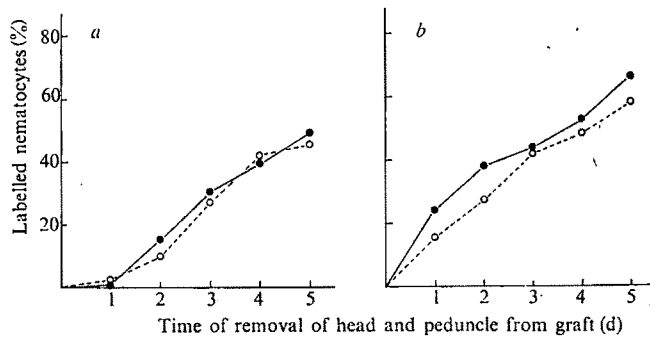 a
b
Labelled nematocytes (%)
80
60
40
20
1 2 3 4 5
1 2 3 4 5
Time of removal of head and peduncle from graft (d)